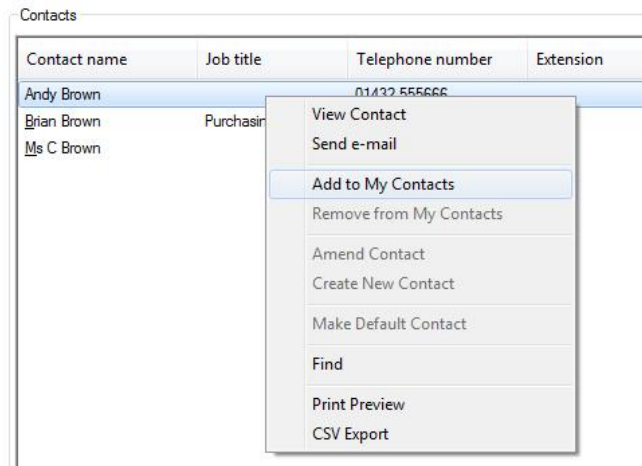 Contacts
Contact name Job title Telephone number Extension
Andy Brown 01432 555666
Brian Brown
Ms C Brown
View Contact
Send e-mail
Add to My Contacts
Remove from My Contacts
Amend Contact
Create New Contact
Make Default Contact
Find
Print Preview
CSV Export